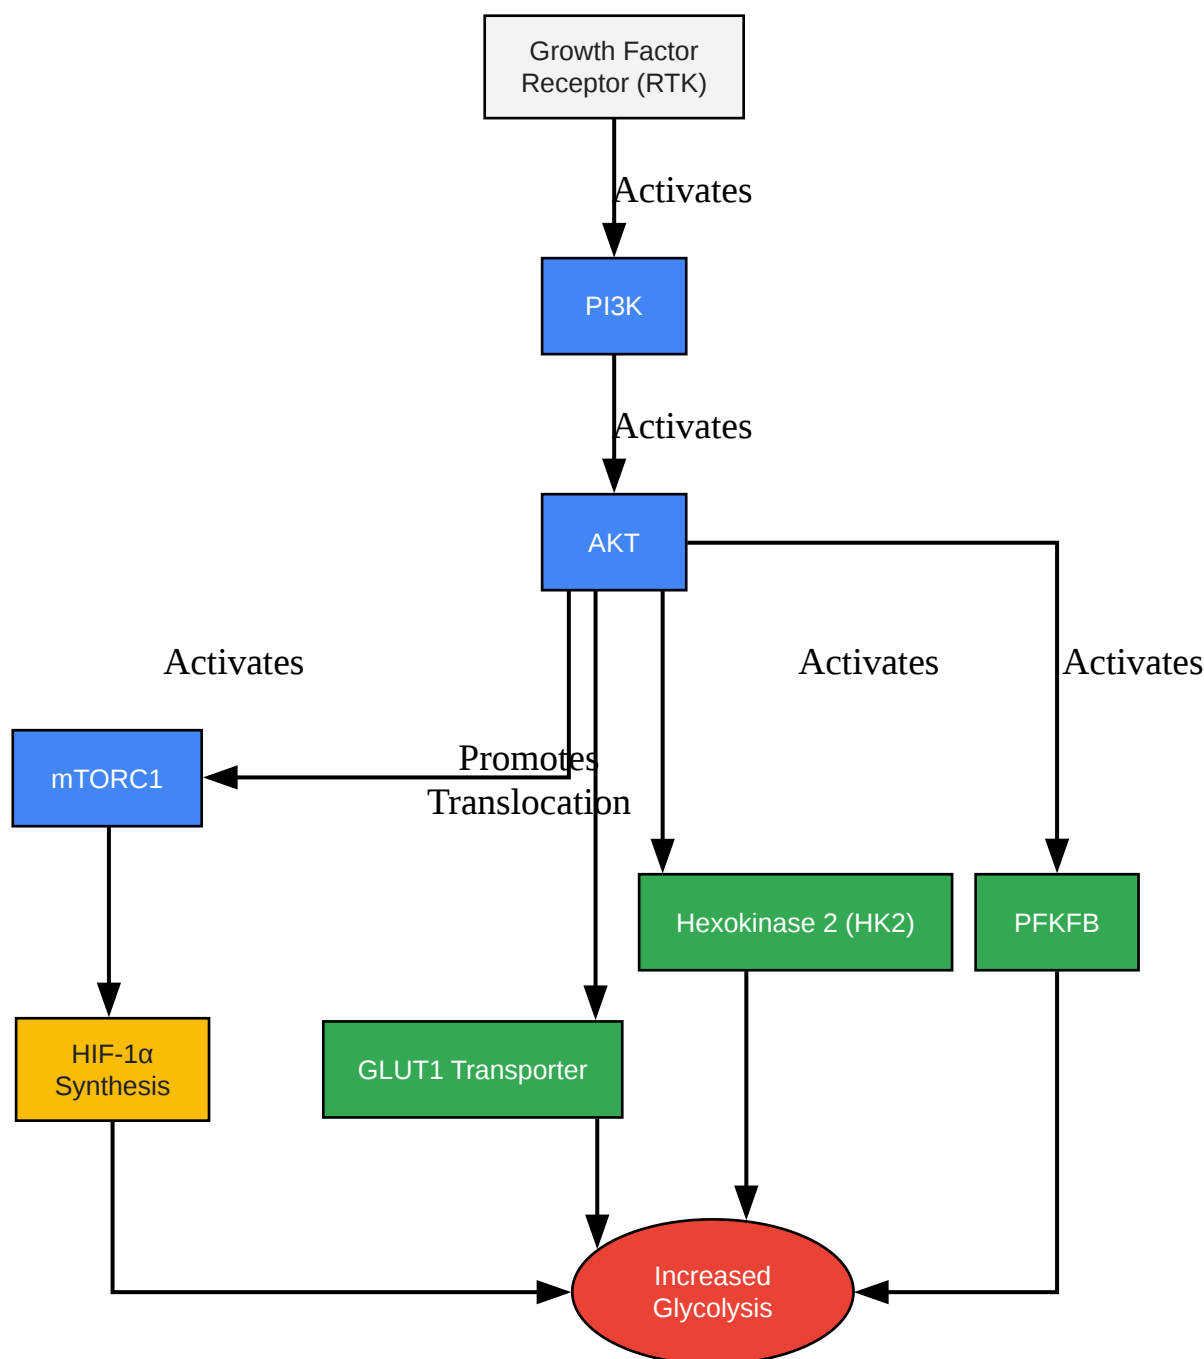 Growth Factor
Receptor (RTK)
Activates
PI3K
Activates
AKT
Activates
Activates
Activates
Promotes
Translocation
mTORC1
Hexokinase 2 (HK2)
PFKFB
HIF-1α
Synthesis
GLUT1 Transporter
Increased
Glycolysis